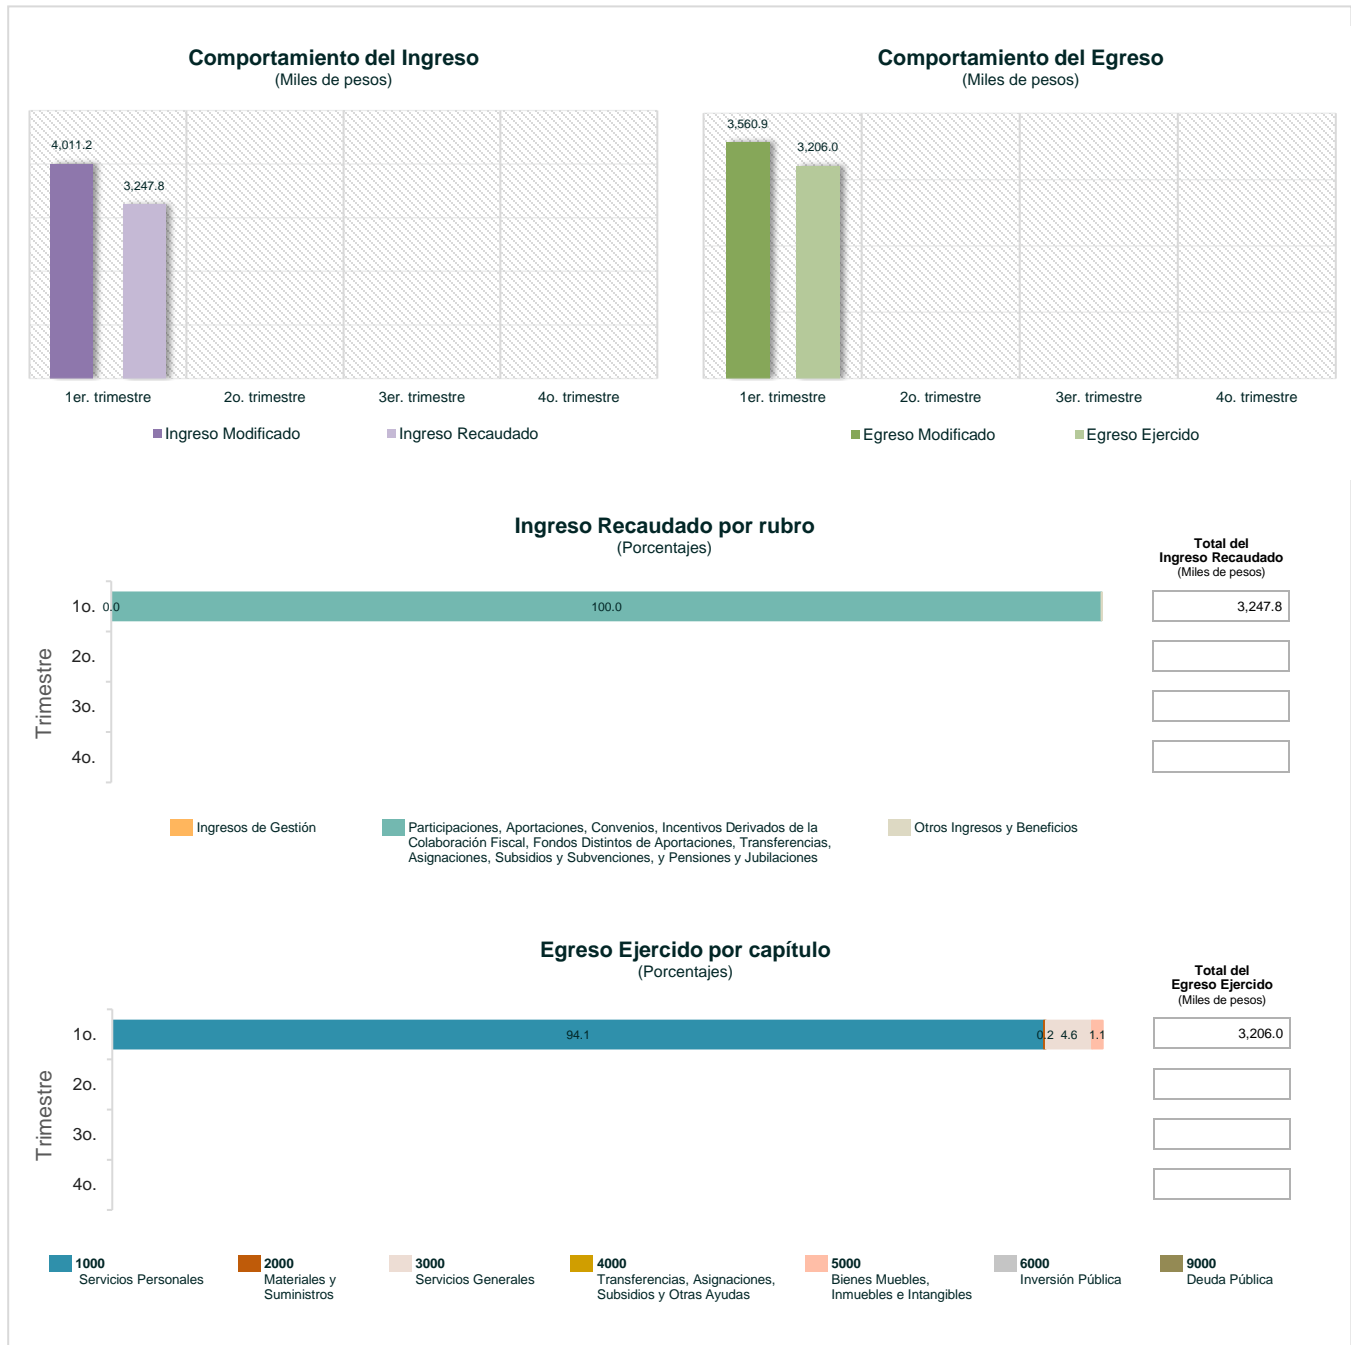 Comportamiento del Ingreso
(Miles de pesos)
4,011.2
3,247.8
1er. trimestre
2o. trimestre
3er. trimestre
4o. trimestre
Ingreso Modificado
Ingreso Recaudado
Comportamiento del Egreso
(Miles de pesos)
3,560.9
3,206.0
1er. trimestre
2o. trimestre
3er. trimestre
4o. trimestre
Egreso Modificado
Egreso Ejercido
Ingreso Recaudado por rubro
(Porcentajes)
Total del
Ingreso Recaudado
(Miles de pesos)
Trimestre
1o.
0.0
100.0
3,247.8
2o.
3o.
4o.
Ingresos de Gestión
Participaciones, Aportaciones, Convenios, Incentivos Derivados de la
Colaboración Fiscal, Fondos Distintos de Aportaciones, Transferencias,
Asignaciones, Subsidios y Subvenciones, y Pensiones y Jubilaciones
Otros Ingresos y Beneficios
Egreso Ejercido por capítulo
(Porcentajes)
Total del
Egreso Ejercido
(Miles de pesos)
Trimestre
1o.
94.1
0.2
4.6
1.1
3,206.0
2o.
3o.
4o.
1000
Servicios Personales
2000
Materiales y
Suministros
3000
Servicios Generales
4000
Transferencias, Asignaciones,
Subsidios y Otras Ayudas
5000
Bienes Muebles,
Inmuebles e Intangibles
6000
Inversión Pública
9000
Deuda Pública